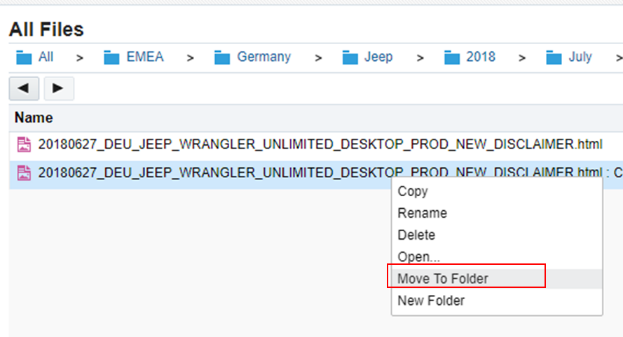 All Files
All > EMEA > Germany > Jeep > 2018 > July >
Name
20180627_DEU_JEEP_WRANGLER_UNLIMITED_DESKTOP_PROD_NEW_DISCLAIMER.html
20180627_DEU_JEEP_WRANGLER_UNLIMITED_DESKTOP_PROD_NEW_DISCLAIMER.html : C
Copy
Rename
Delete
Open...
Move To Folder
New Folder